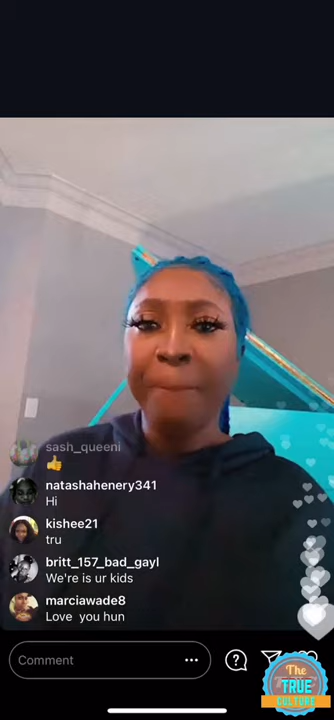 sash_queeni
👍
natashahenery341
Hi
kishee21
tru
britt_157_bad_gayl
We're is ur kids
marciawade8
Love you hun
Comment
The
TRUE
CULTURE